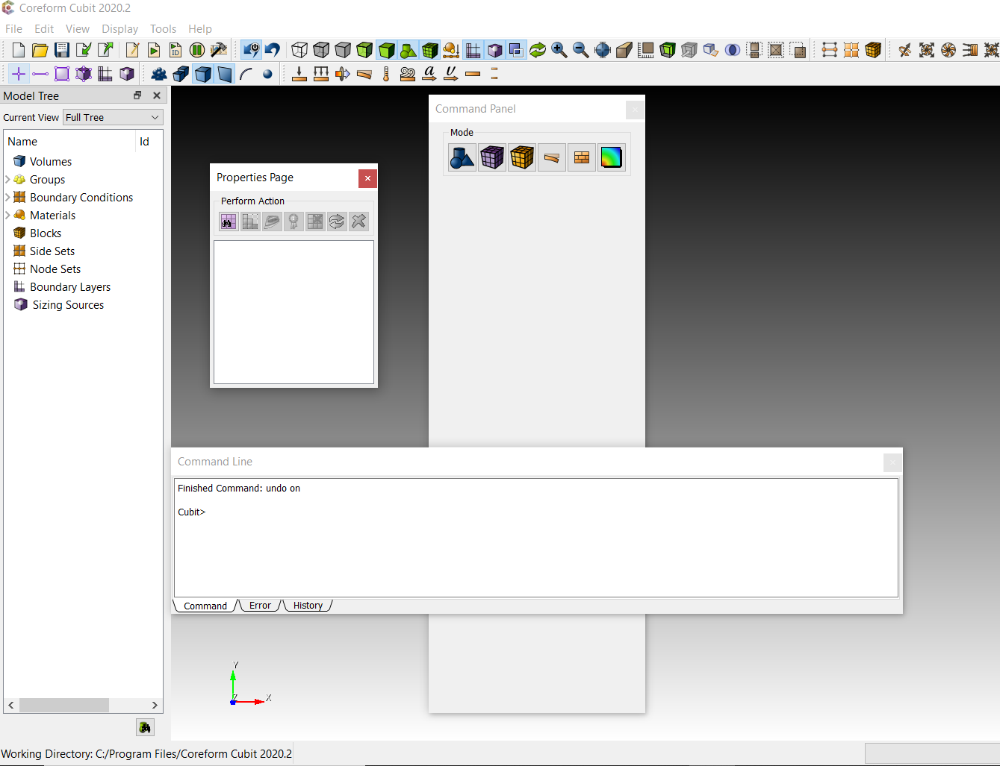 Coreform Cubit 2020.2
File Edit View Display Tools Help
ID
a
v
Model Tree
Current View Full Tree
Name Id
Volumes
Groups
Boundary Conditions
Materials
Blocks
Side Sets
Node Sets
Boundary Layers
Sizing Sources
Properties Page
Perform Action
Command Panel
Mode
Command Line
Finished Command: undo on
Cubit>
Command Error History
Y
Z X
Working Directory: C:/Program Files/Coreform Cubit 2020.2